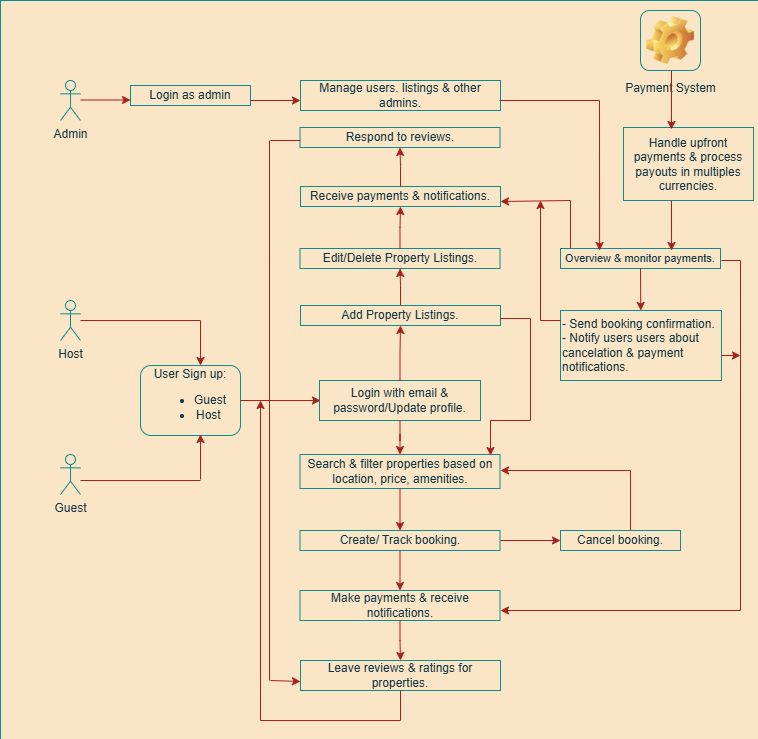 Payment System
Login as admin
Manage users. listings & other
admins.
Admin
Respond to reviews.
Handle upfront
payments & process
payouts in multiples
currencies.
Receive payments & notifications.
Edit/Delete Property Listings.
Overview & monitor payments.
Add Property Listings.
- Send booking confirmation.
- Notify users users about
cancelation & payment
notifications.
Host
User Sign up:
• Guest
• Host
Login with email &
password/Update profile.
Search & filter properties based on
location, price, amenities.
Guest
Create/ Track booking.
Cancel booking.
Make payments & receive
notifications.
Leave reviews & ratings for
properties.